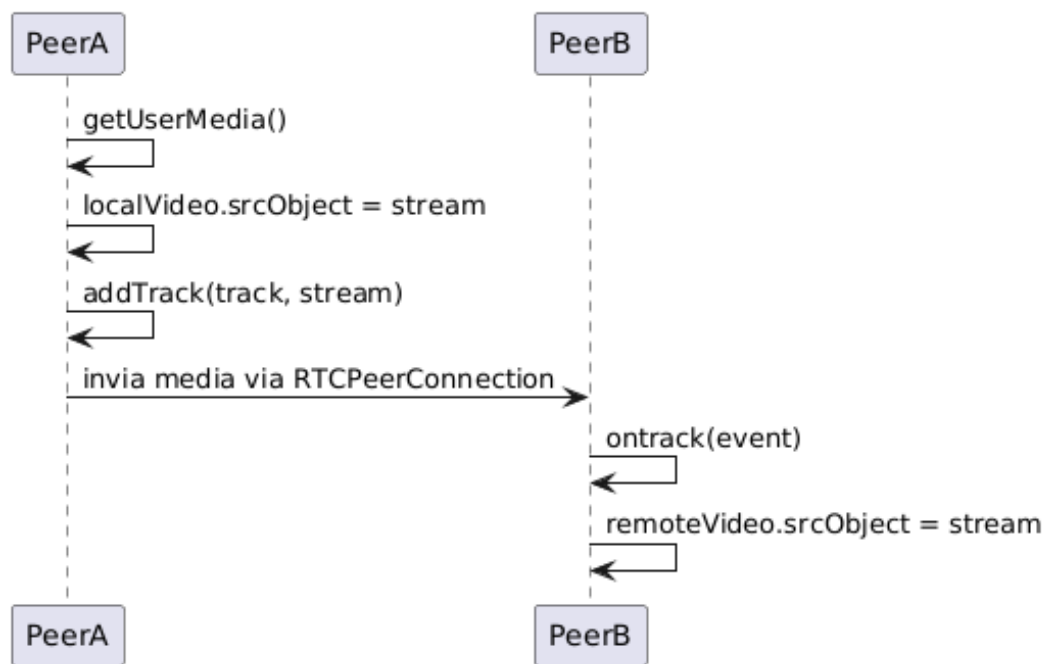 PeerA
PeerB
getUserMedia()
localVideo.srcObject = stream
addTrack(track, stream)
invia media via RTCPeerConnection
ontrack(event)
remoteVideo.srcObject = stream
PeerA
PeerB